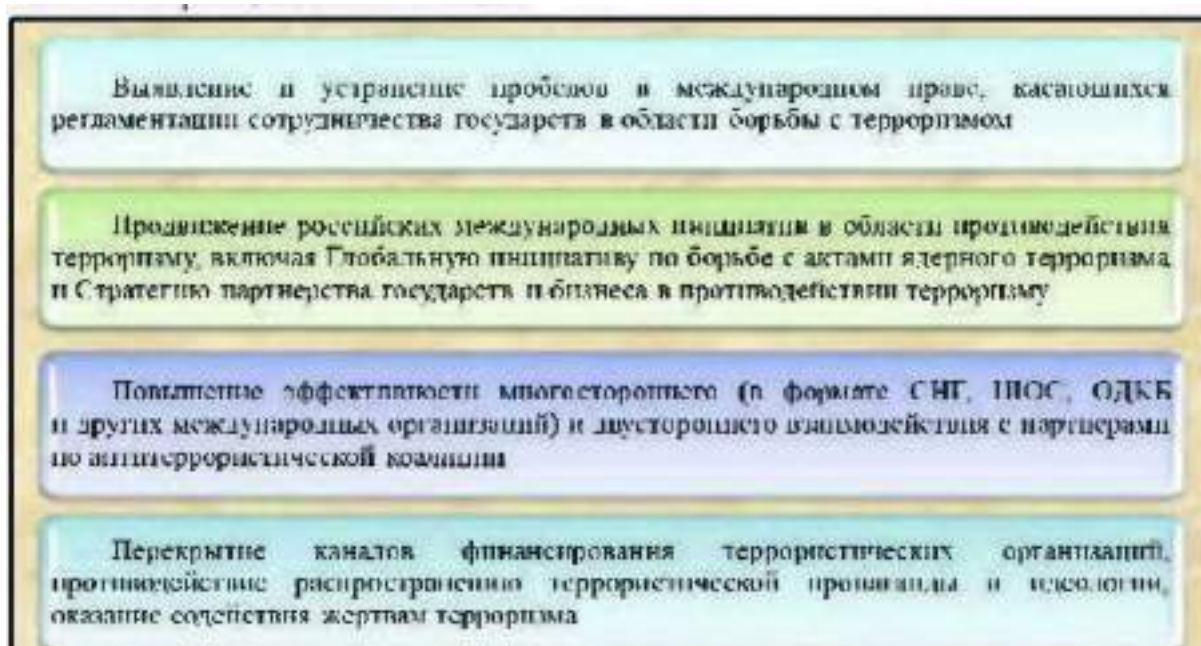 Выявление и устранение пробелов в международном праве, касающихся
регламентации сотрудничества государств в области борьбы с терроризмом
Продвижение российских международных инициатив в области противодействия
терроризму, включая Глобальную инициативу по борьбе с актами ядерного терроризма
и Стратегию партнерства государств и бизнеса в противодействии терроризму
Повышение эффективности многостороннего (в формате СНГ, ШОС, ОДКБ
и других международных организаций) и двустороннего взаимодействия с партнерами
по антитеррористической коалиции
Перекрытие каналов финансирования террористических организаций,
противодействие распространению террористической пропаганды и идеологии,
оказание содействия жертвам терроризма